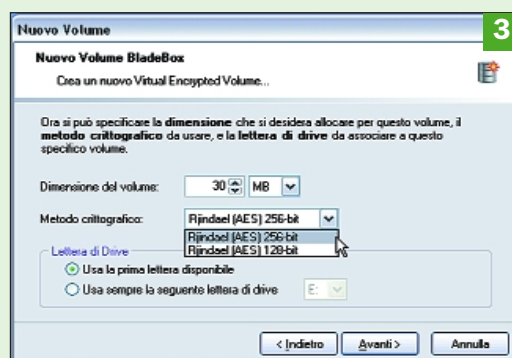 Nuovo Volume
3
Nuovo Volume BladeBox
Crea un nuovo Virtual Encrypted Volume...
Ora si può specificare la dimensione che si desidera allocare per questo volume, il
metodo crittografico da usare, e la lettera di drive da associare a questo
specifico volume.
Dimensione del volume: 30 MB
Metodo crittografico: Rjindael (AES) 256-bit
Rjindael (AES) 256-bit
Rjindael (AES) 128-bit
Lettera di Drive
Usa la prima lettera disponibile
Usa sempre la seguente lettera di drive E:
< Indietro Avanti > Annulla